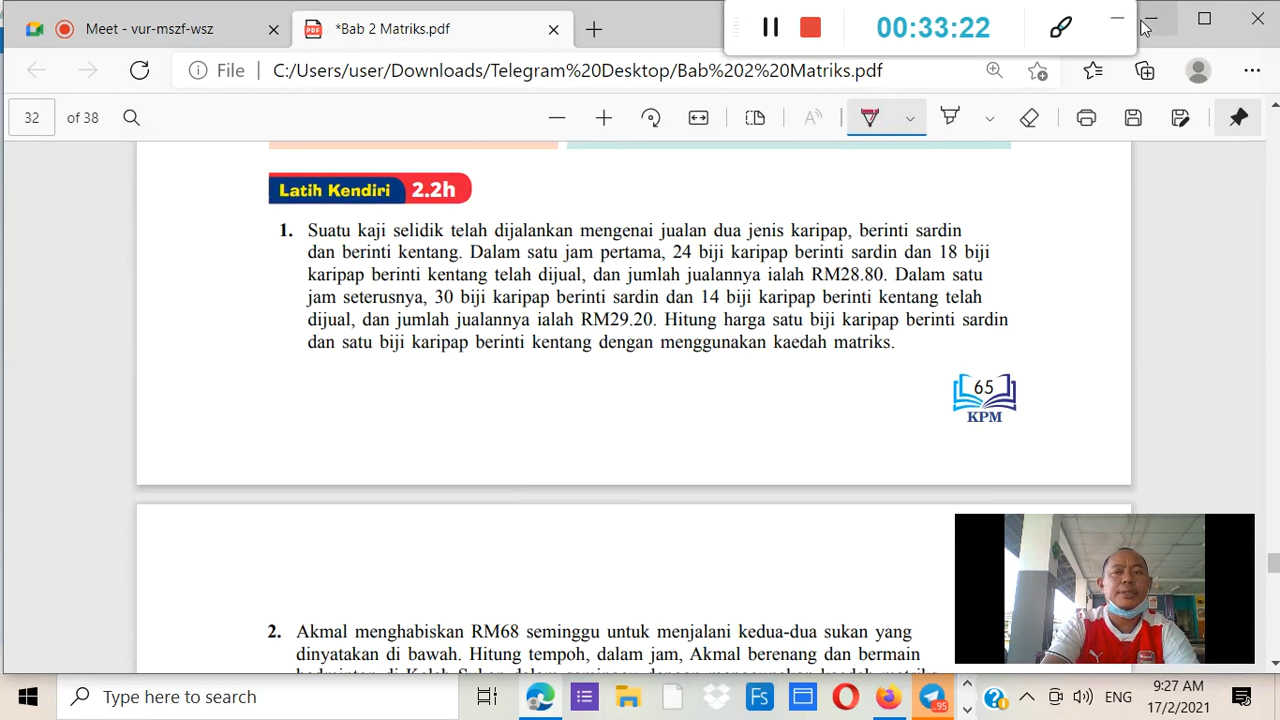 Meet - vur-mszf-wsz
*Bab 2 Matriks.pdf
00:33:22
File
C:/Users/user/Downloads/Telegram%20Desktop/Bab%202%20Matriks.pdf
32 of 38
Latih Kendiri 2.2h
1. Suatu kaji selidik telah dijalankan mengenai jualan dua jenis karipap, berinti sardin
dan berinti kentang. Dalam satu jam pertama, 24 biji karipap berinti sardin dan 18 biji
karipap berinti kentang telah dijual, dan jumlah jualannya ialah RM28.80. Dalam satu
jam seterusnya, 30 biji karipap berinti sardin dan 14 biji karipap berinti kentang telah
dijual, dan jumlah jualannya ialah RM29.20. Hitung harga satu biji karipap berinti sardin
dan satu biji karipap berinti kentang dengan menggunakan kaedah matriks.
65
KPM
2. Akmal menghabiskan RM68 seminggu untuk menjalani kedua-dua sukan yang
dinyatakan di bawah. Hitung tempoh, dalam jam, Akmal berenang dan bermain
Type here to search
Fs
95
ENG
9:27 AM
17/2/2021